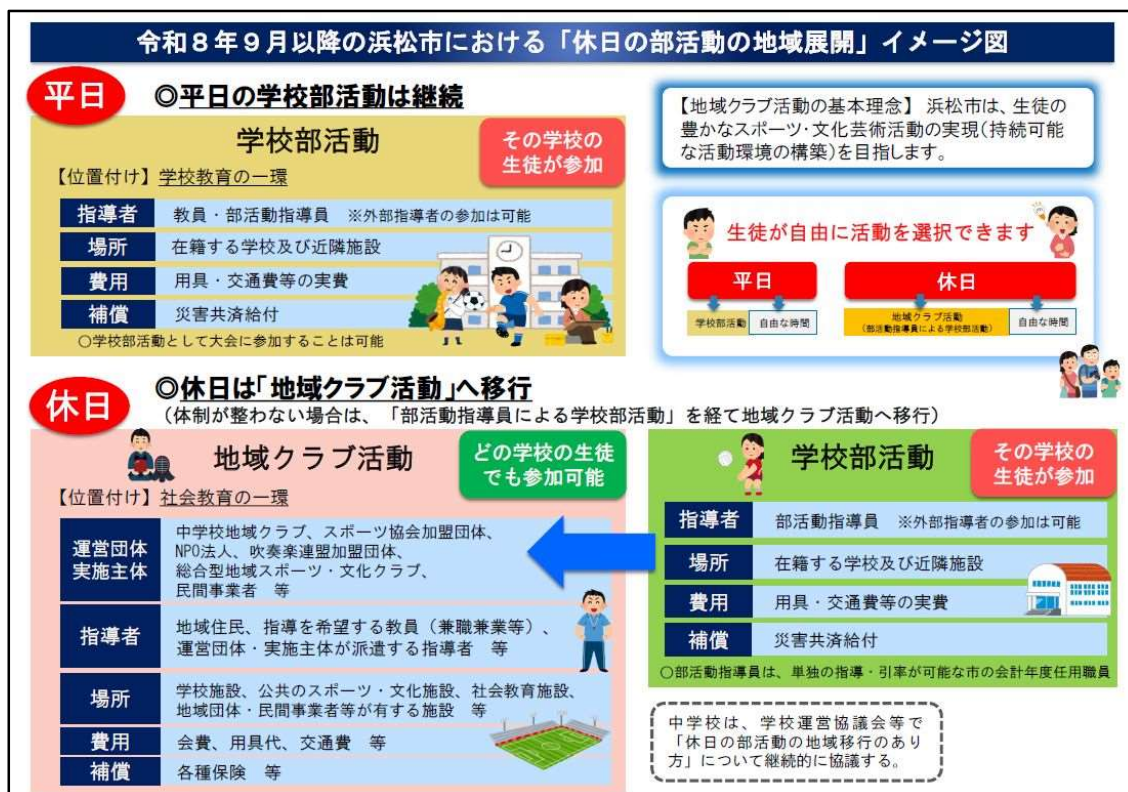 令和８年９月以降の浜松市における「休日の部活動の地域展開」イメージ図
平日
◎平日の学校部活動は継続
学校部活動
その学校の
生徒が参加
【位置付け】学校教育の一環
指導者
教員・部活動指導員　※外部指導者の参加は可能
場所
在籍する学校及び近隣施設
費用
用具・交通費等の実費
補償
災害共済給付
○学校部活動として大会に参加することは可能
【地域クラブ活動の基本理念】　浜松市は、生徒の
豊かなスポーツ・文化芸術活動の実現(持続可能
な活動環境の構築)を目指します。
生徒が自由に活動を選択できます
平日
休日
学校部活動
自由な時間
地域クラブ活動
(部活動指導員による学校部活動)
自由な時間
休日
◎休日は「地域クラブ活動」へ移行
（体制が整わない場合は、「部活動指導員による学校部活動」を経て地域クラブ活動へ移行）
地域クラブ活動
どの学校の生徒
でも参加可能
【位置付け】社会教育の一環
運営団体
実施主体
中学校地域クラブ、スポーツ協会加盟団体、
NPO法人、吹奏楽連盟加盟団体、
総合型地域スポーツ・文化クラブ、
民間事業者　等
指導者
地域住民、指導を希望する教員（兼職兼業等）、
運営団体・実施主体が派遣する指導者　等
場所
学校施設、公共のスポーツ・文化施設、社会教育施設、
地域団体・民間事業者等が有する施設　等
費用
会費、用具代、交通費　等
補償
各種保険　等
学校部活動
その学校の
生徒が参加
指導者
部活動指導員　※外部指導者の参加は可能
場所
在籍する学校及び近隣施設
費用
用具・交通費等の実費
補償
災害共済給付
○部活動指導員は、単独の指導・引率が可能な市の会計年度任用職員
中学校は、学校運営協議会等で
「休日の部活動の地域移行のあり
方」について継続的に協議する。